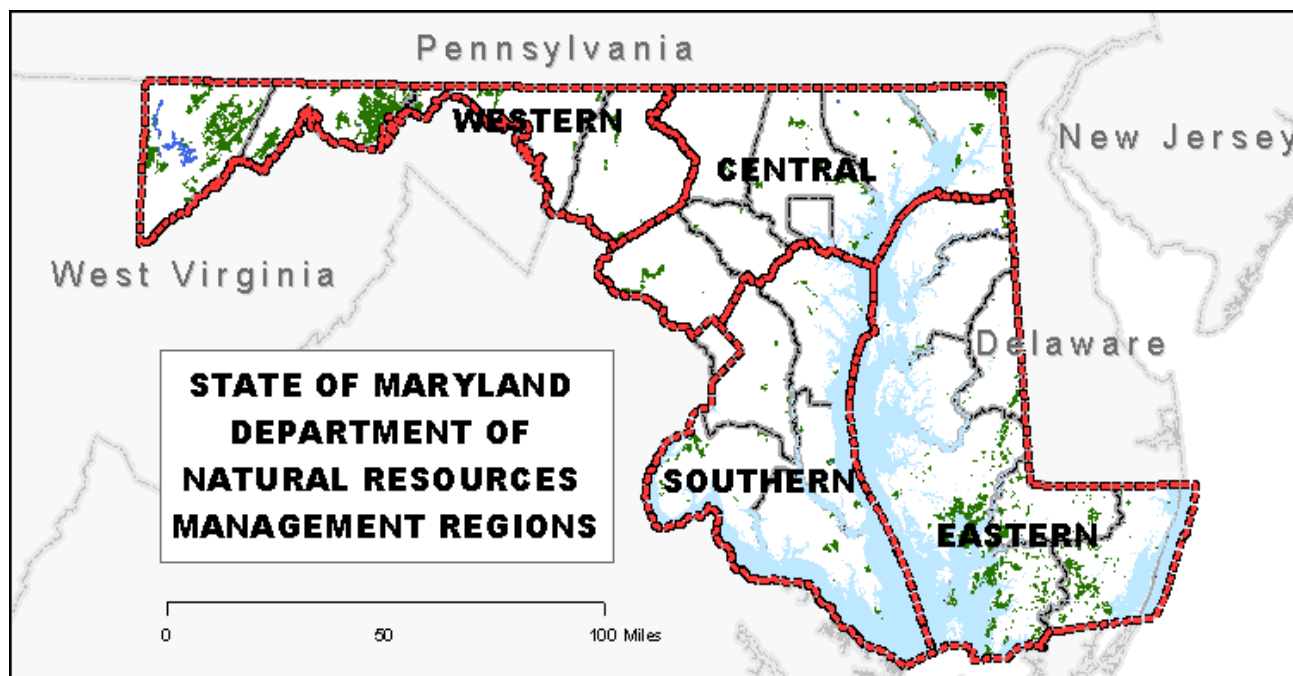 Pennsylvania
WESTERN
New Jersey
CENTRAL
West Virginia
Delaware
STATE OF MARYLAND
DEPARTMENT OF
NATURAL RESOURCES
MANAGEMENT REGIONS
SOUTHERN
EASTERN
0 50 100 Miles